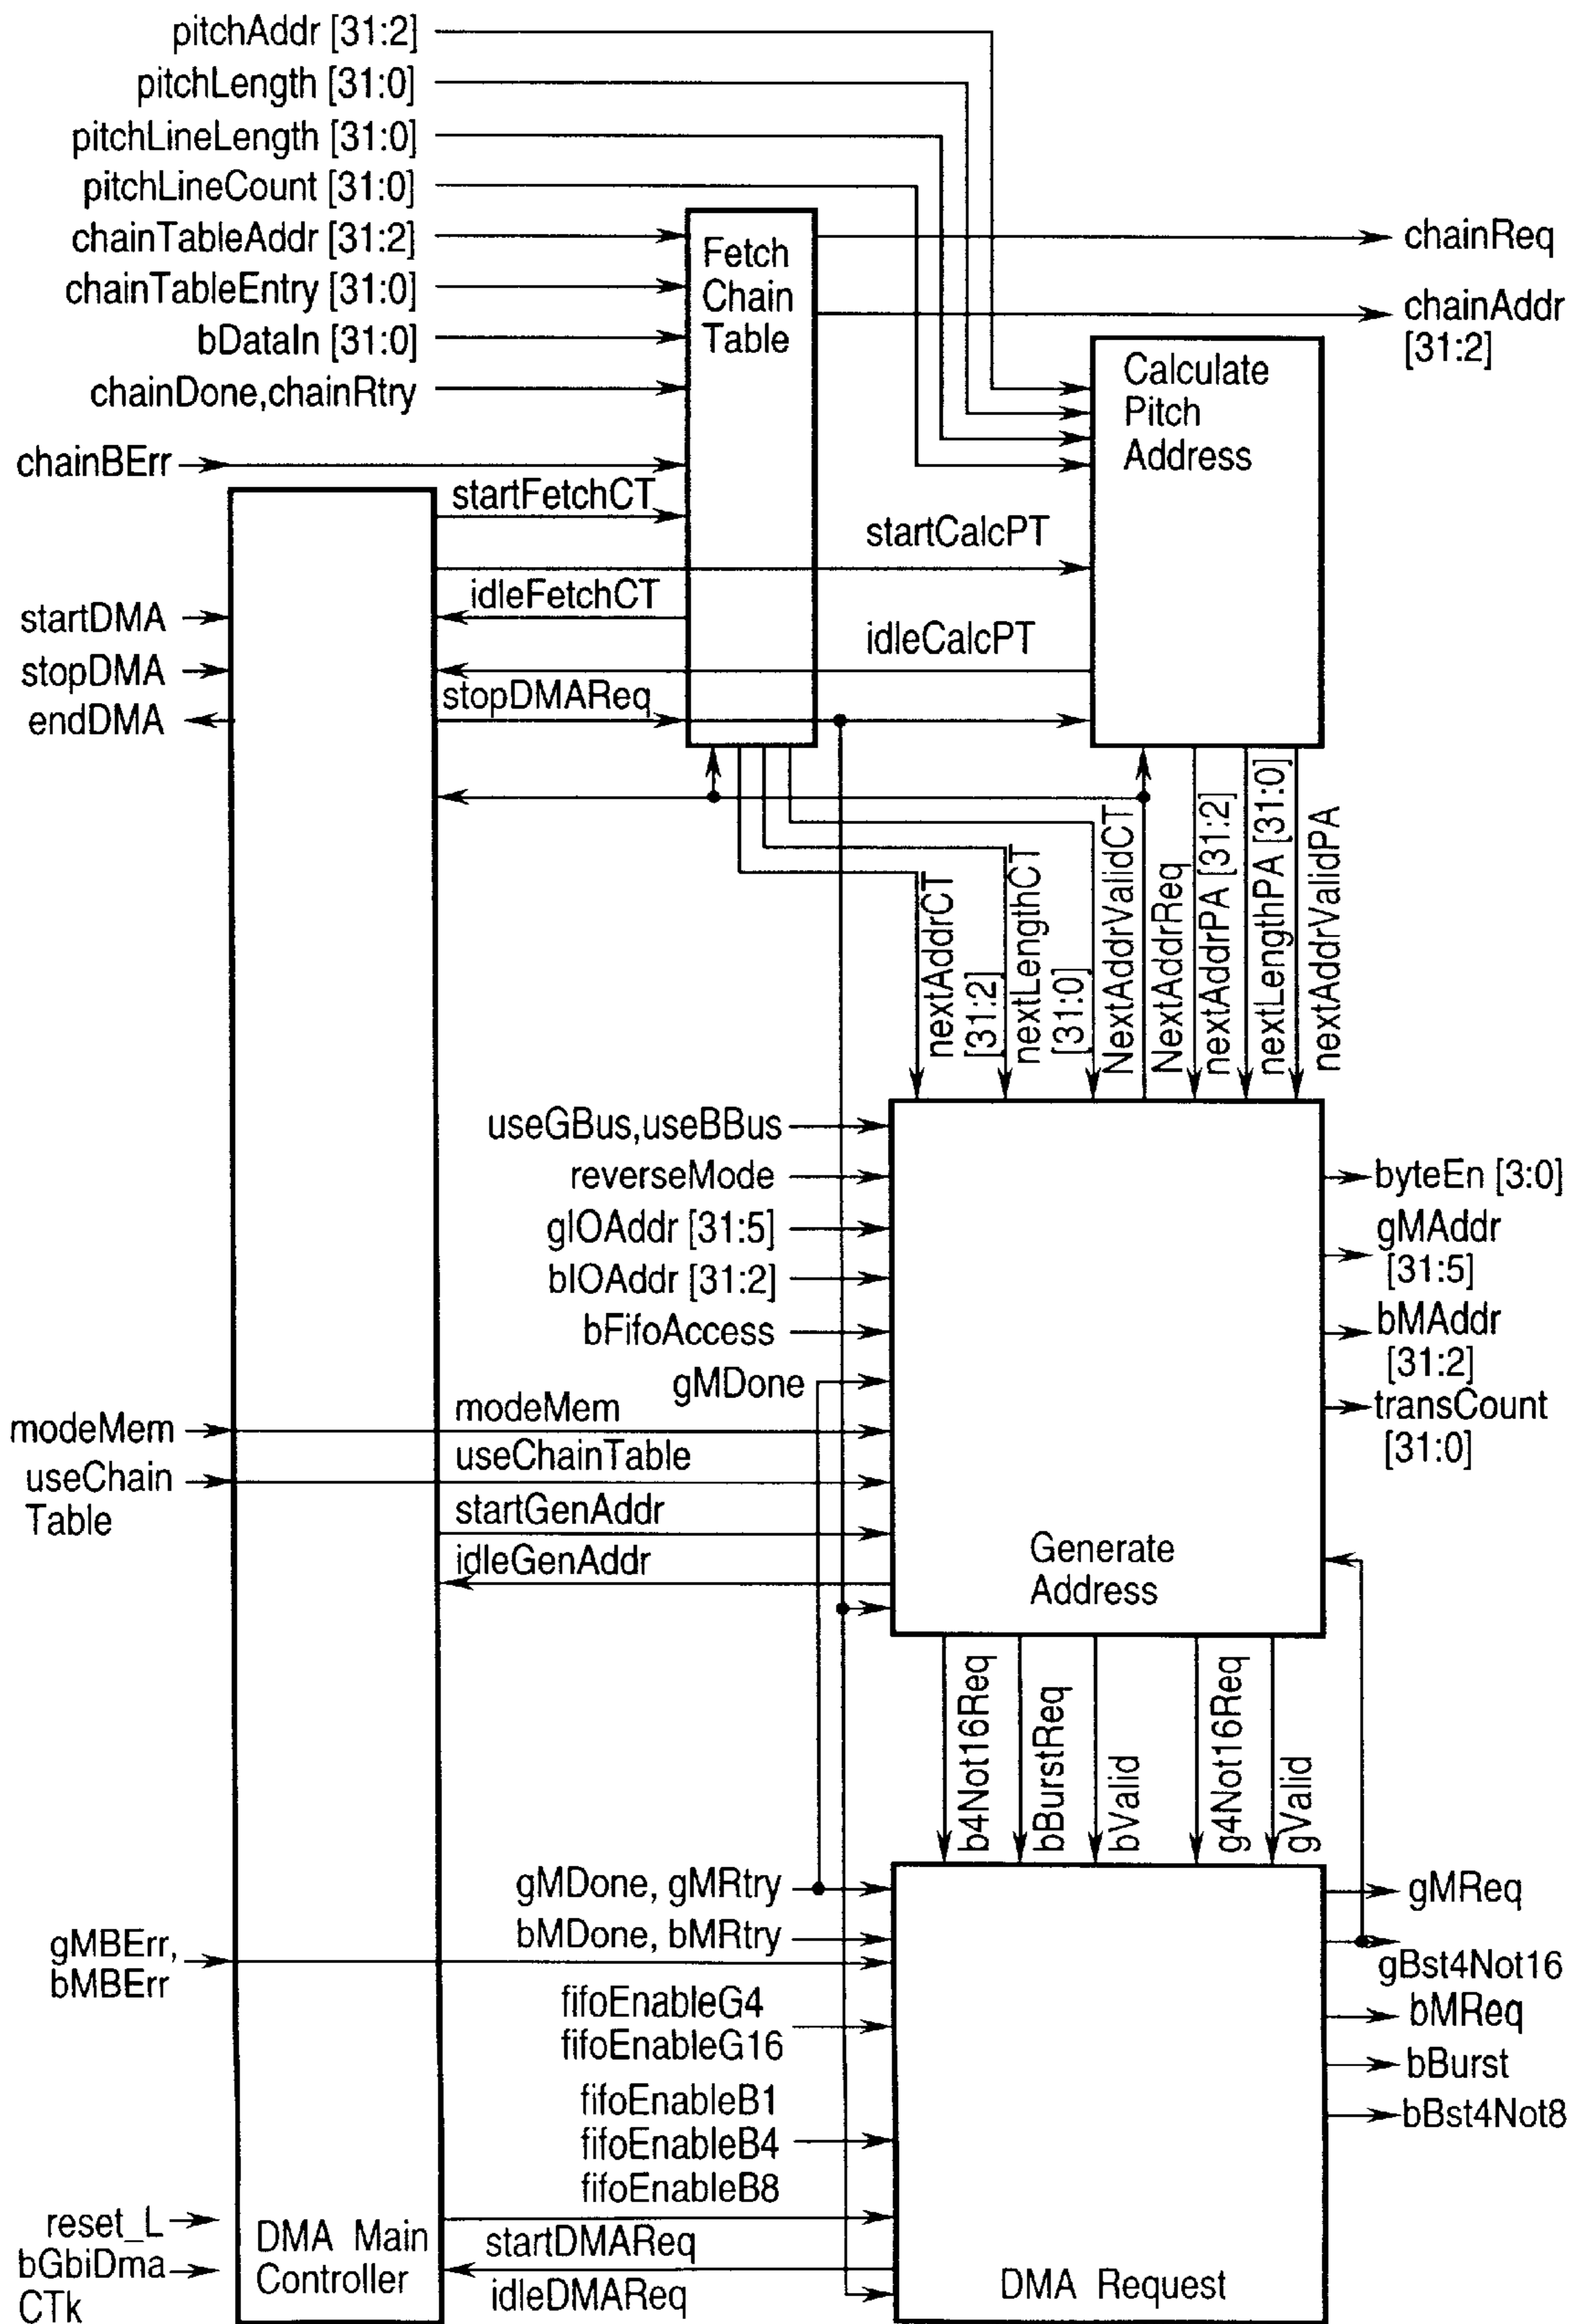 pitchAddr [31:2]
pitchLength [31:0]
pitchLineLength [31:0]
pitchLineCount [31:0]
chainTableAddr [31:2]
chainTableEntry [31:0]
bDataIn [31:0]
chainDone,chainRtry
chainBErr
Fetch
Chain
Table
chainReq
chainAddr
[31:2]
Calculate
Pitch
Address
startFetchCT
startCalcPT
idleFetchCT
idleCalcPT
stopDMAReq
startDMA
stopDMA
endDMA
nextAddrCT
[31:2]
nextLengthCT
[31:0]
NextAddrValidCT
NextAddrReq
nextAddrPA [31:2]
nextLengthPA [31:0]
nextAddrValidPA
useGBus,useBBus
reverseMode
gIOAddr [31:5]
bIOAddr [31:2]
bFifoAccess
gMDone
modeMem
modeMem
useChain
Table
useChainTable
startGenAddr
idleGenAddr
Generate
Address
byteEn [3:0]
gMAddr
[31:5]
bMAddr
[31:2]
transCount
[31:0]
b4Not16Req
bBurstReq
bValid
g4Not16Req
gValid
gMDone, gMRtry
bMDone, bMRtry
gMBErr,
bMBErr
fifoEnableG4
fifoEnableG16
fifoEnableB1
fifoEnableB4
fifoEnableB8
startDMAReq
idleDMAReq
gMReq
gBst4Not16
bMReq
bBurst
bBst4Not8
reset_L
bGbiDma
CTk
DMA Main
Controller
DMA Request